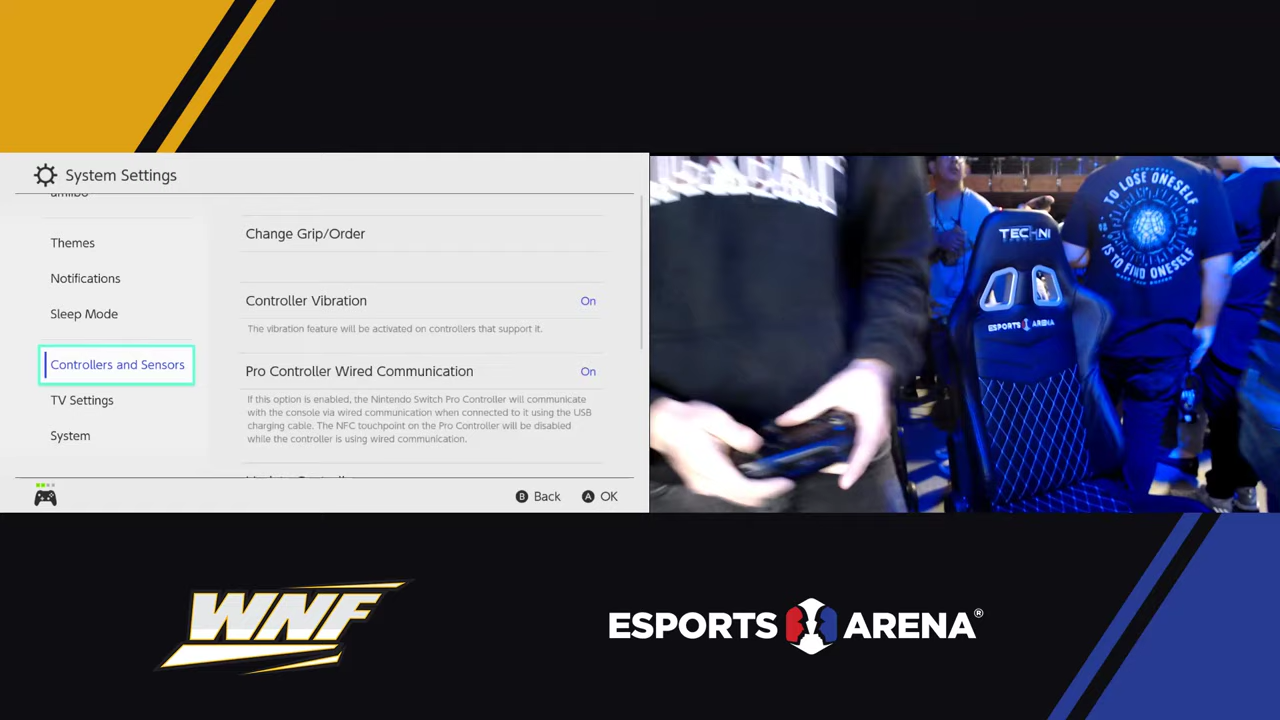 System Settings
amiibo
Themes
Notifications
Sleep Mode
Controllers and Sensors
TV Settings
System
Change Grip/Order
Controller Vibration
On
The vibration feature will be activated on controllers that support it.
Pro Controller Wired Communication
On
If this option is enabled, the Nintendo Switch Pro Controller will communicate
with the console via wired communication when connected to it using the USB
charging cable. The NFC touchpoint on the Pro Controller will be disabled
while the controller is using wired communication.
B Back
A OK
TECHNI
ESPORTS ARENA
TO LOSE ONESELF
IS TO FIND ONESELF
WNF
ESPORTS ARENA®